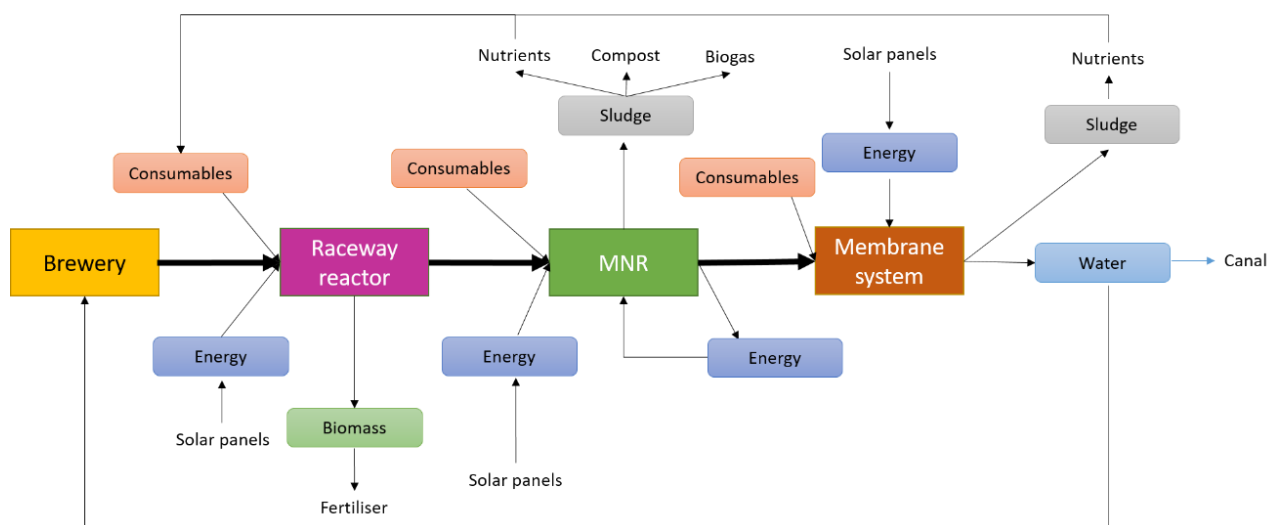 Nutrients
Compost
Biogas
Solar panels
Nutrients
Sludge
Sludge
Energy
Consumables
Consumables
Consumables
Brewery
Raceway
reactor
MNR
Membrane
system
Water
Canal
Energy
Energy
Energy
Biomass
Solar panels
Solar panels
Fertiliser